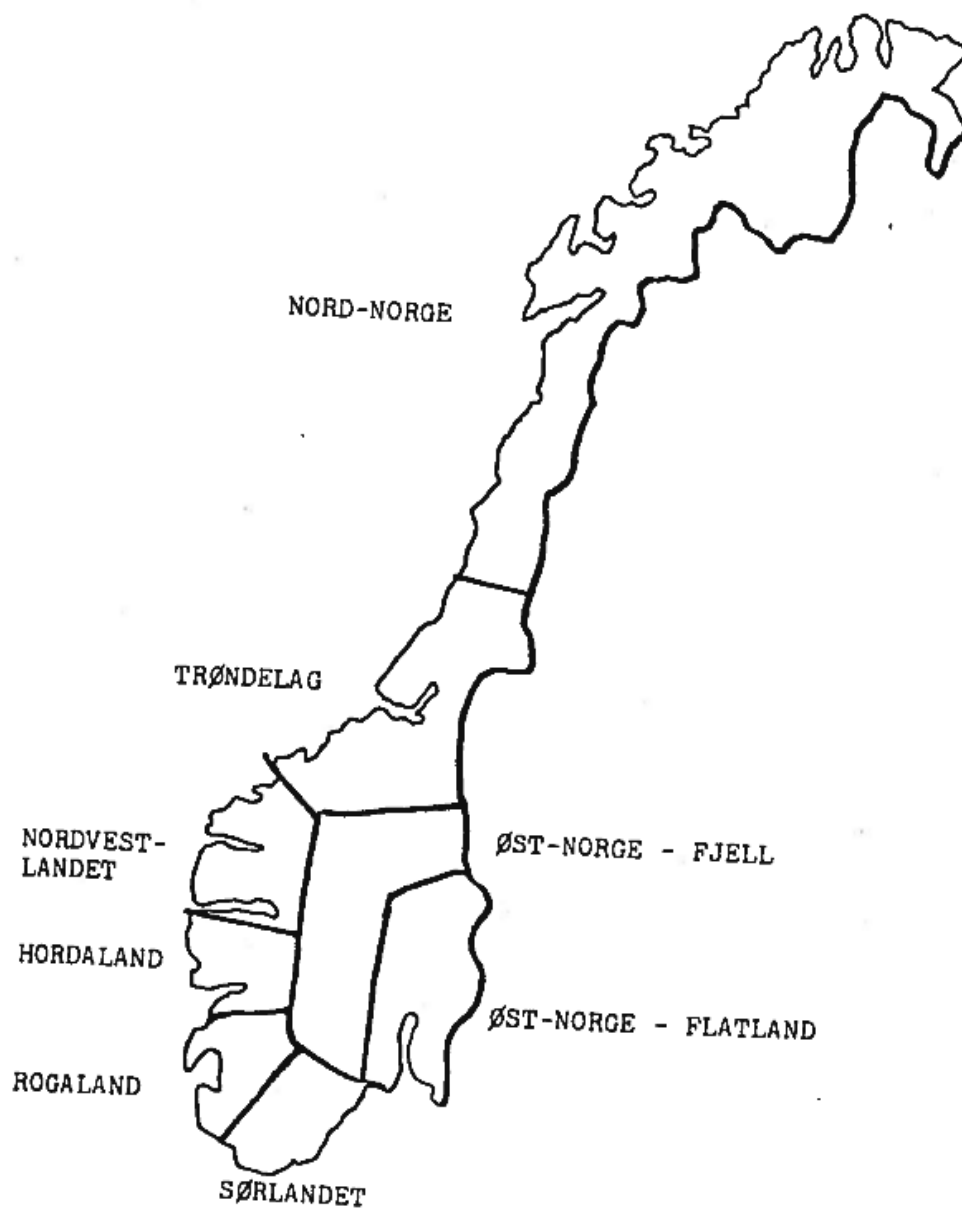 NORD-NORGE
TRØNDELAG
NORDVEST-
LANDET
ØST-NORGE - FJELL
HORDALAND
ØST-NORGE - FLATLAND
ROGALAND
SØRLANDET